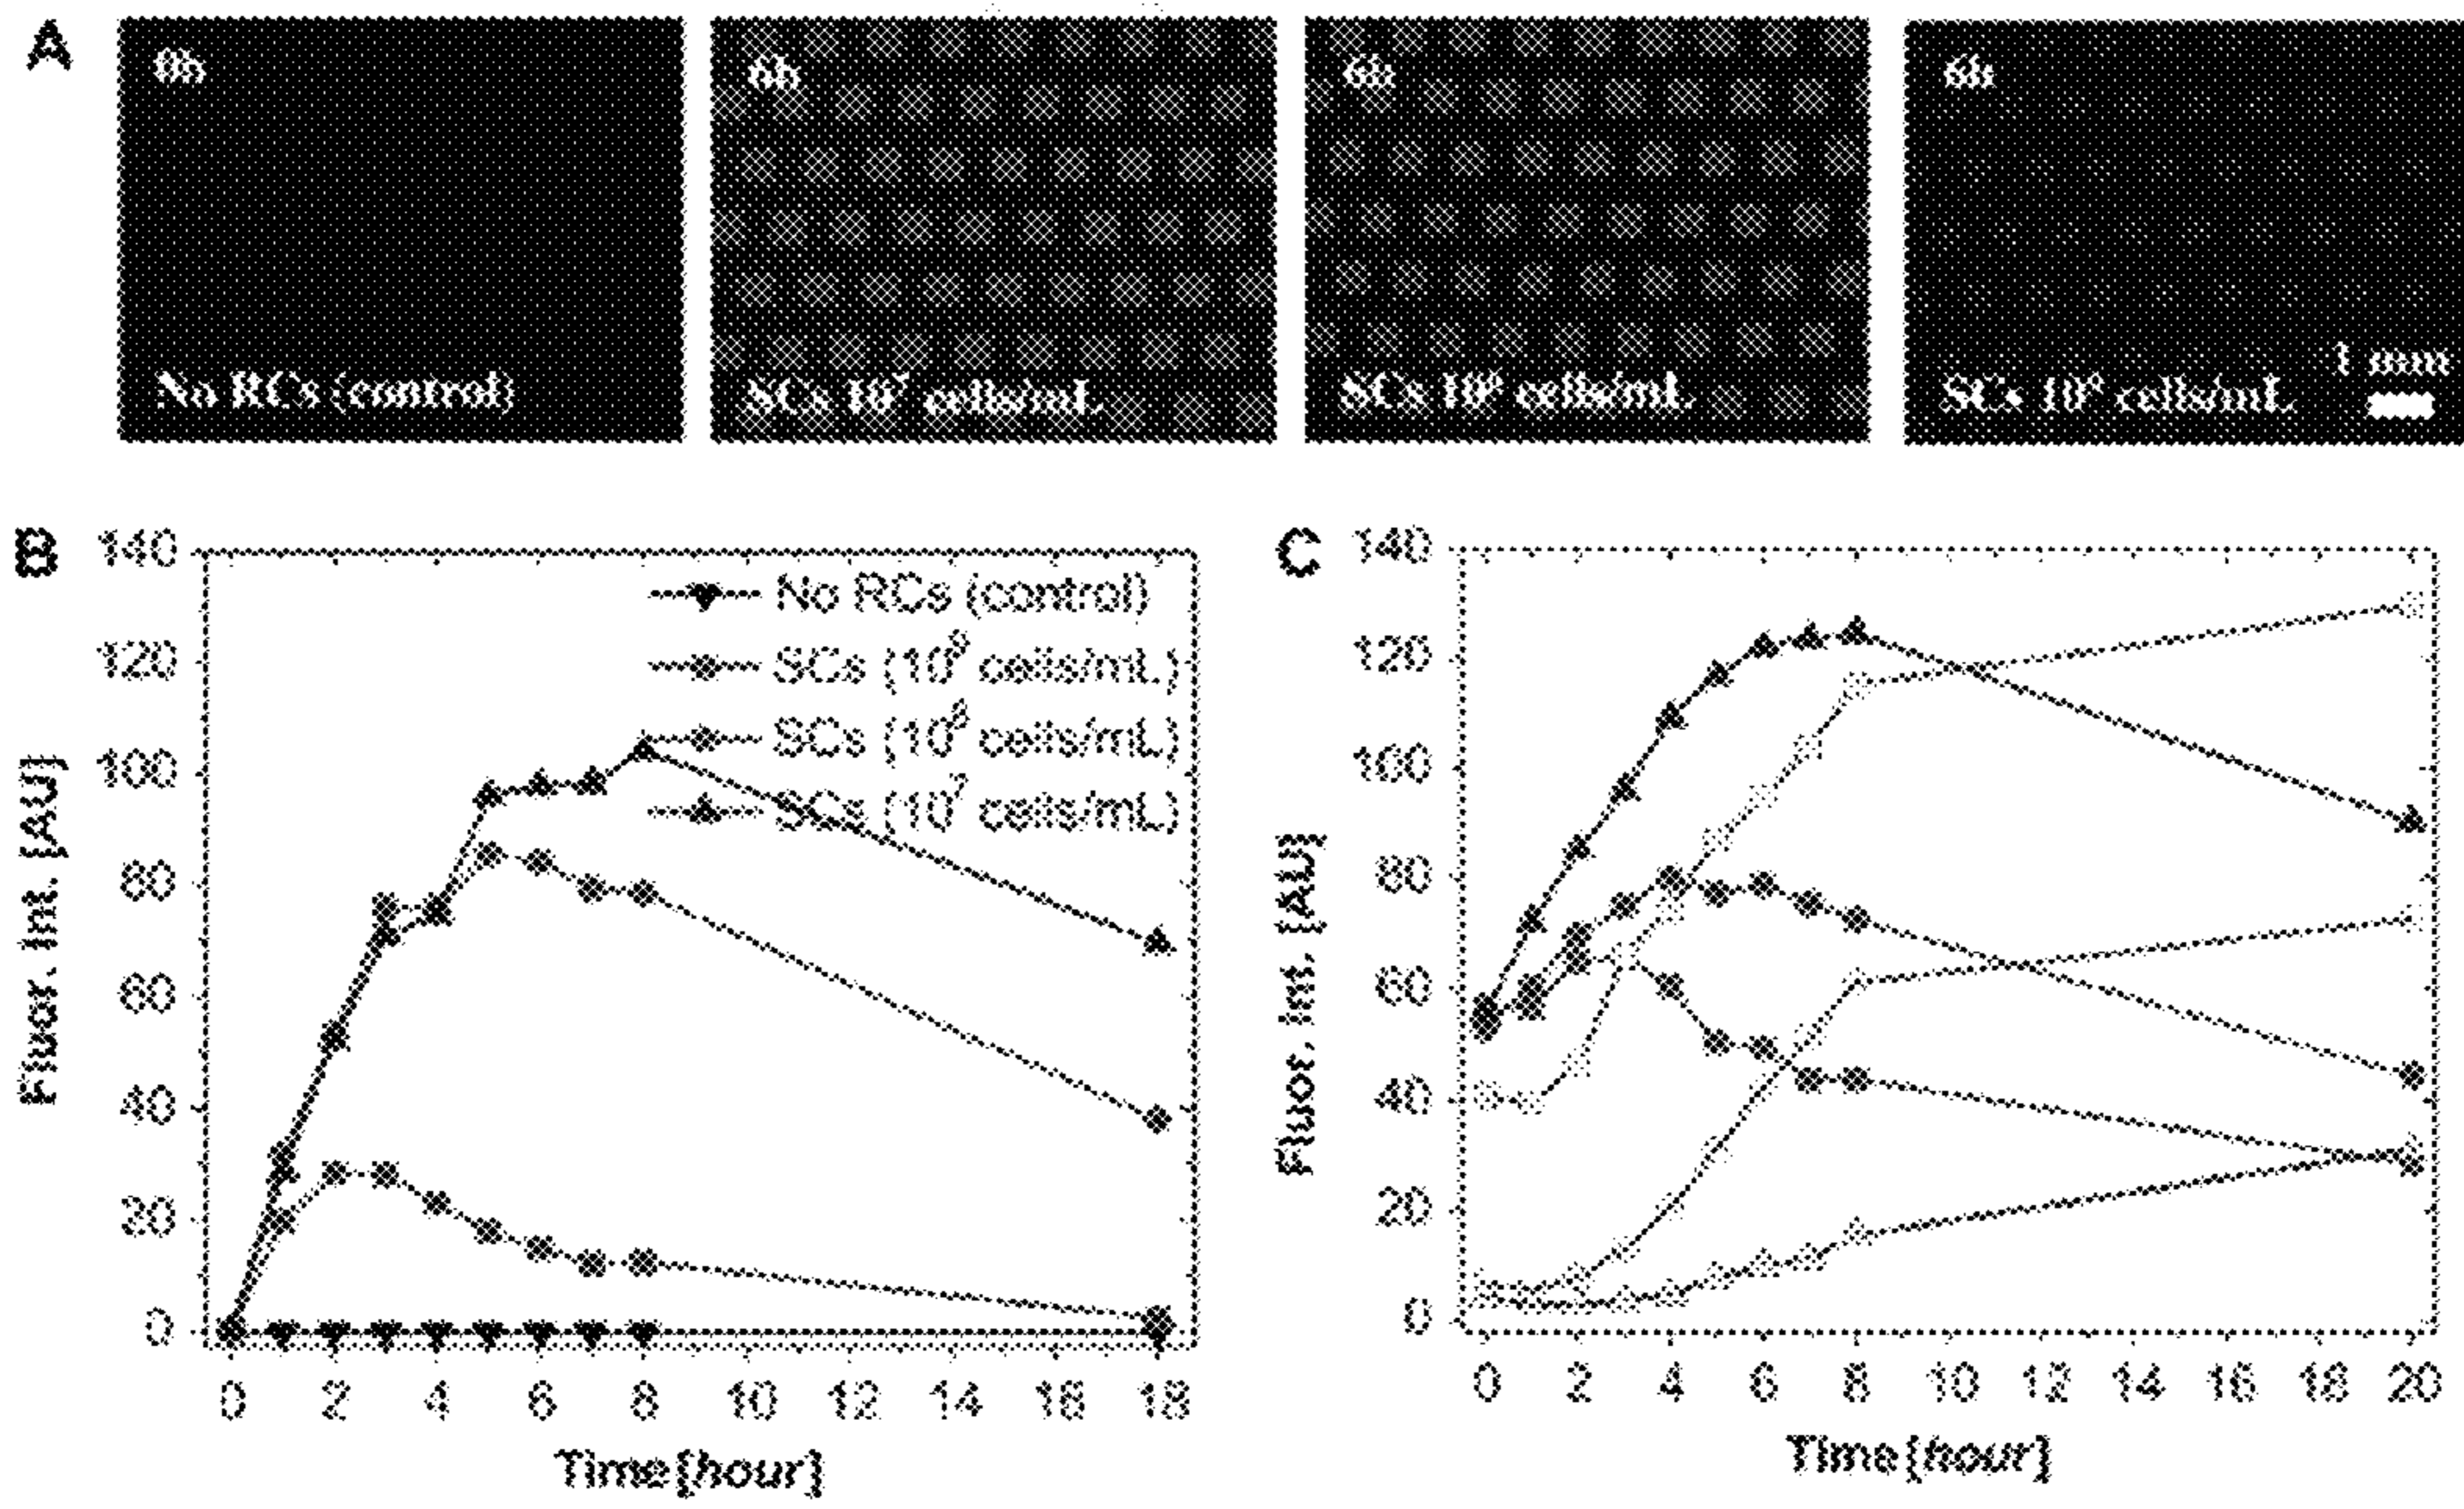 A
0h
No RCs (control)
6h
SCs 10⁷ cells/mL
6h
SCs 10⁸ cells/mL
6h
SCs 10⁹ cells/mL
1 mm
B
140
120
100
80
60
40
20
0
Fluor. Int. [AU]
No RCs (control)
SCs (10⁹ cells/mL)
SCs (10⁸ cells/mL)
SCs (10⁷ cells/mL)
0 2 4 6 8 10 12 14 16 18
Time [hour]
C
140
120
100
80
60
40
20
0
Fluor. Int. [AU]
0 2 4 6 8 10 12 14 16 18 20
Time [hour]